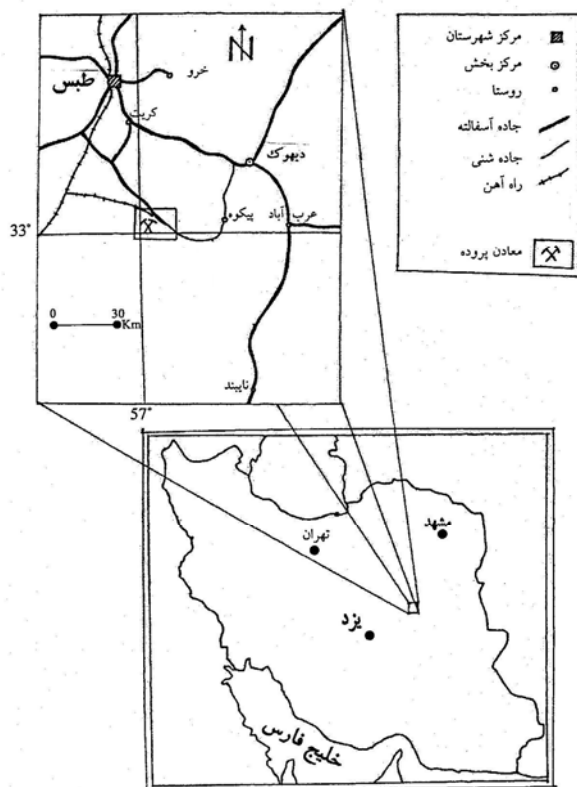 مرکز شهرستان
مرکز بخش
روستا
جاده آسفالته
جاده شنی
راه آهن
معادن پروده
N
خرو
طبس
کریت
دیهوک
پیکوه
عرب آباد
33°
0 30
Km
نایبند
57°
مشهد
تهران
یزد
خلیج فارس